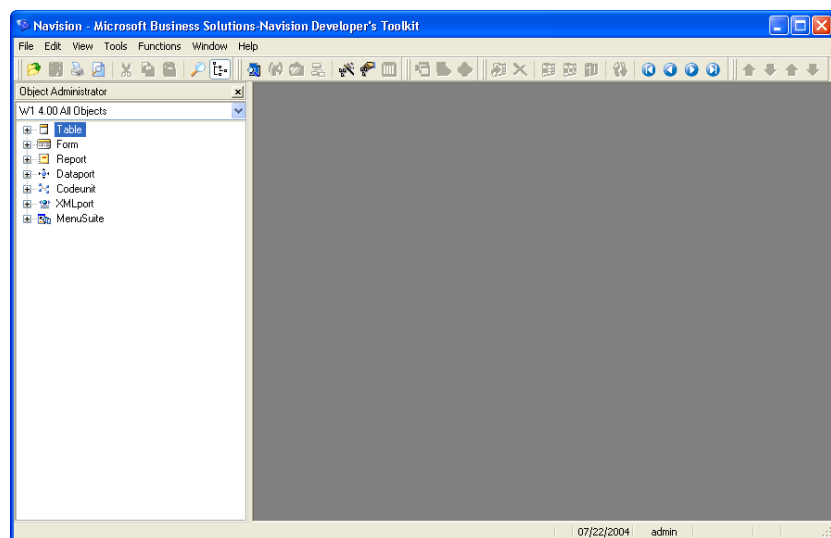 Navision - Microsoft Business Solutions-Navision Developer's Toolkit
File Edit View Tools Functions Window Help
Object Administrator
W1 4.00 All Objects
Table
Form
Report
Dataport
Codeunit
XMLport
MenuSuite
07/22/2004 admin